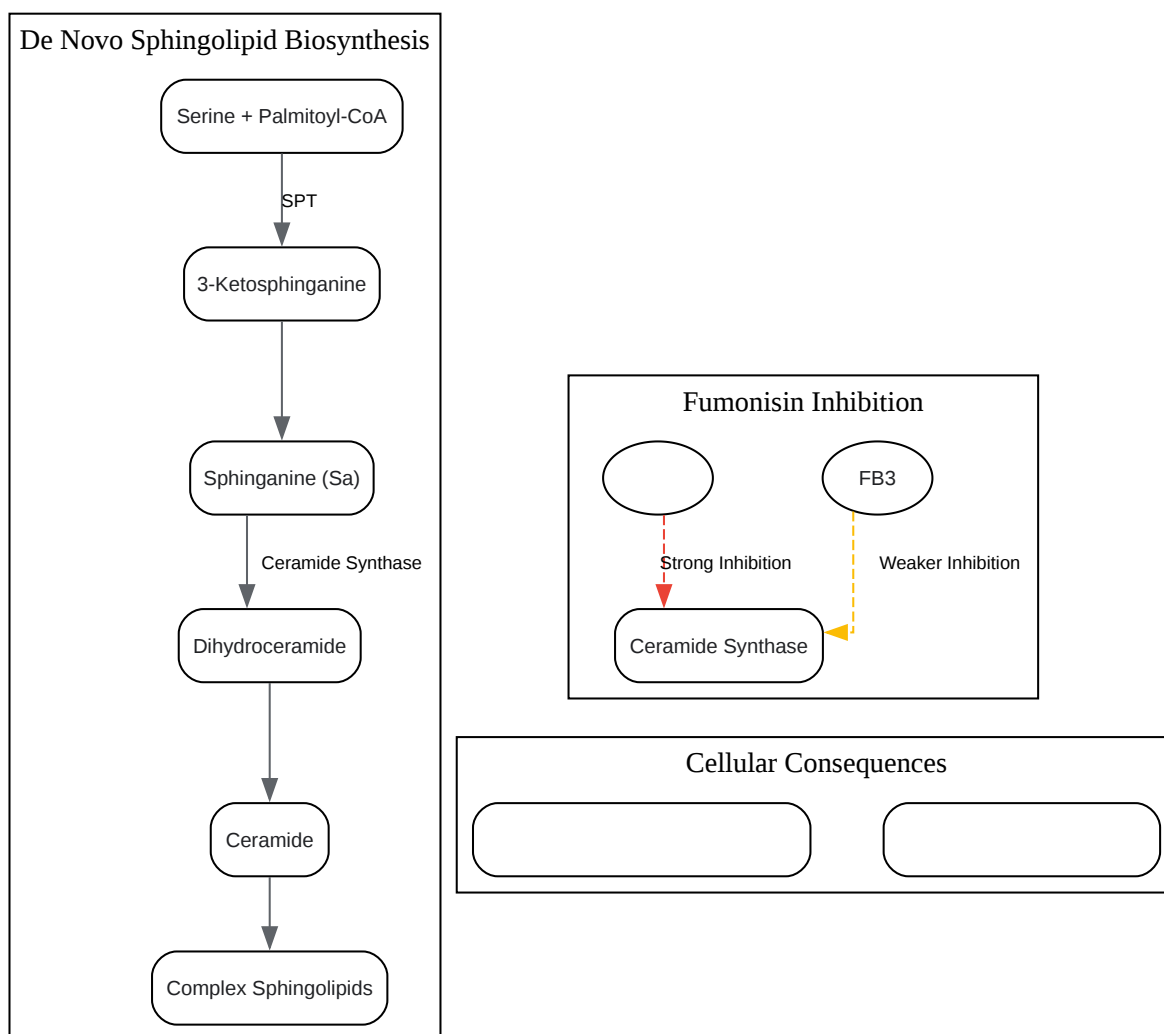 De Novo Sphingolipid Biosynthesis
Serine + Palmitoyl-CoA
SPT
3-Ketosphinganine
Sphinganine (Sa)
Ceramide Synthase
Dihydroceramide
Ceramide
Complex Sphingolipids
Fumonisin Inhibition
FB3
Strong Inhibition
Weaker Inhibition
Ceramide Synthase
Cellular Consequences